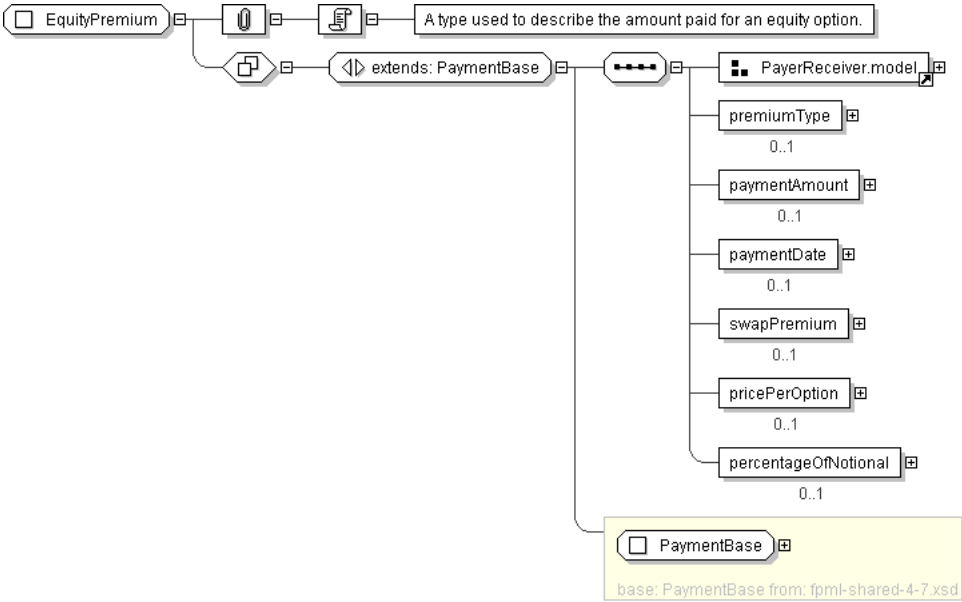 EquityPremium
A type used to describe the amount paid for an equity option.
extends: PaymentBase
PayerReceiver.model
premiumType
0..1
paymentAmount
0..1
paymentDate
0..1
swapPremium
0..1
pricePerOption
0..1
percentageOfNotional
0..1
PaymentBase
base: PaymentBase from: fpml-shared-4-7.xsd